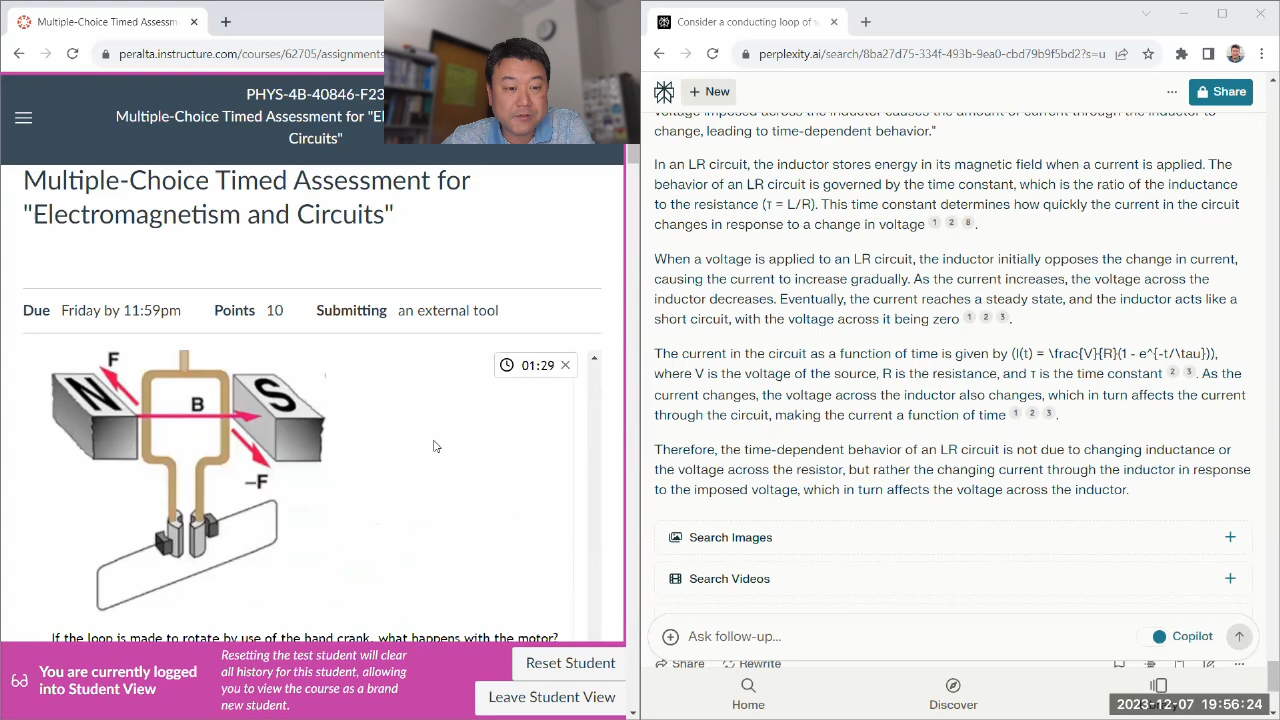 Multiple-Choice Timed Assessm
Consider a conducting loop of
peralta.instructure.com/courses/62705/assignments
perplexity.ai/search/8ba27d75-334f-493b-9ea0-cbd79b9f5bd2?s=u
New
Share
PHYS-4B-40846-F23
Multiple-Choice Timed Assessment for "El
Circuits"
Multiple-Choice Timed Assessment for
"Electromagnetism and Circuits"
Due Friday by 11:59pm Points 10 Submitting an external tool
01:29
F
N
B
S
−F
If the loop is made to rotate by use of the hand crank, what happens with the motor?
You are currently logged
into Student View
Resetting the test student will clear
all history for this student, allowing
you to view the course as a brand
new student.
Reset Student
Leave Student View
voltage imposed across the inductor causes the amount of current through the inductor to
change, leading to time-dependent behavior."
In an LR circuit, the inductor stores energy in its magnetic field when a current is applied. The
behavior of an LR circuit is governed by the time constant, which is the ratio of the inductance
to the resistance (τ = L/R). This time constant determines how quickly the current in the circuit
changes in response to a change in voltage 1 2 8 .
When a voltage is applied to an LR circuit, the inductor initially opposes the change in current,
causing the current to increase gradually. As the current increases, the voltage across the
inductor decreases. Eventually, the current reaches a steady state, and the inductor acts like a
short circuit, with the voltage across it being zero 1 2 3 .
The current in the circuit as a function of time is given by (I(t) = \frac{V}{R}(1 - e^{-t/\tau})),
where V is the voltage of the source, R is the resistance, and τ is the time constant 2 3 . As the
current changes, the voltage across the inductor also changes, which in turn affects the current
through the circuit, making the current a function of time 1 2 3 .
Therefore, the time-dependent behavior of an LR circuit is not due to changing inductance or
the voltage across the resistor, but rather the changing current through the inductor in response
to the imposed voltage, which in turn affects the voltage across the inductor.
Search Images
Search Videos
Ask follow-up...
Copilot
Share Rewrite
Home
Discover
2023-12-07 19:56:24